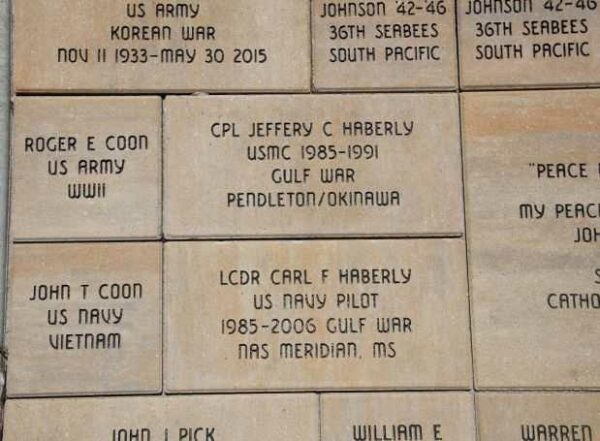 US ARMY
KOREAN WAR
NOV 11 1933-MAY 30 2015
JOHNSON '42-'46
36TH SEABEES
SOUTH PACIFIC
JOHNSON '42-'46
36TH SEABEES
SOUTH PACIFIC
ROGER E COON
US ARMY
WWII
CPL JEFFERY C HABERLY
USMC 1985-1991
GULF WAR
PENDLETON/OKINAWA
"PEACE
MY PEAC
JOH
S
CATHO
JOHN T COON
US NAVY
VIETNAM
LCDR CARL F HABERLY
US NAVY PILOT
1985-2006 GULF WAR
NAS MERIDIAN, MS
JOHN J PICK
WILLIAM E
WARREN